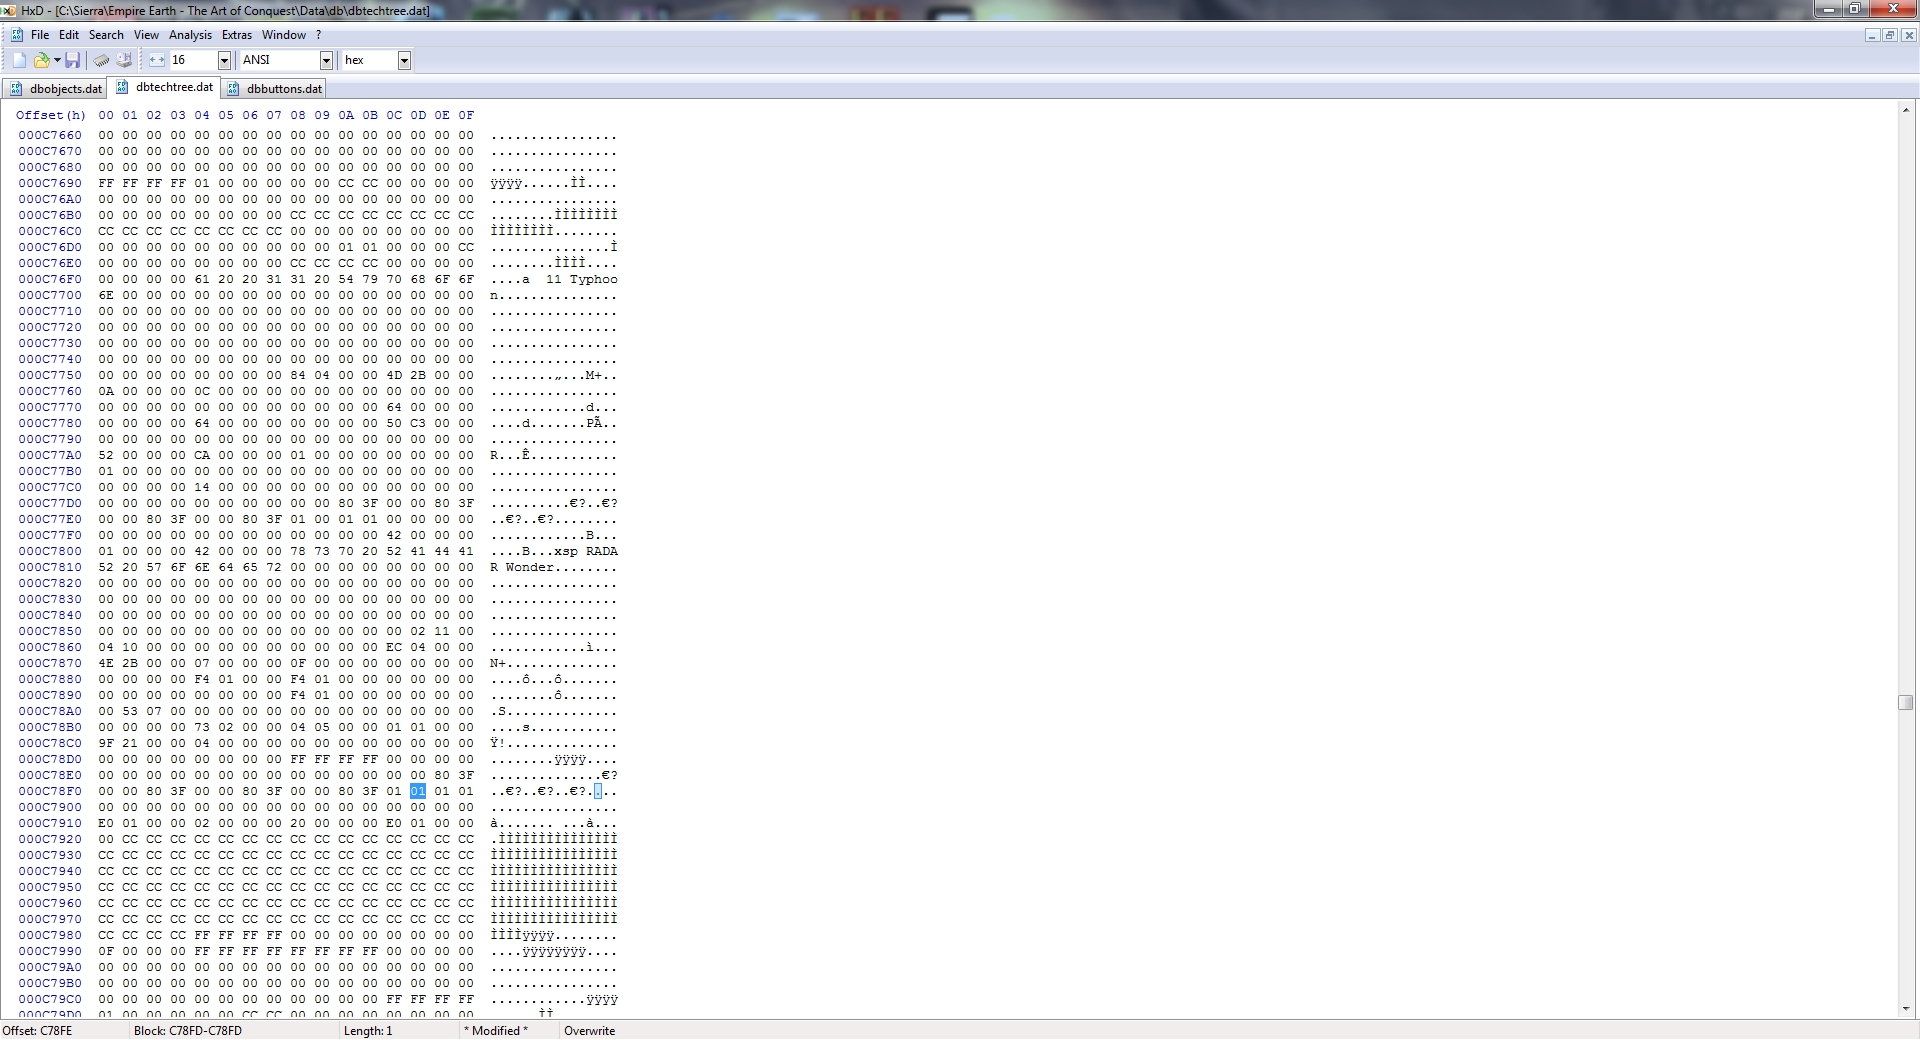 HxD - [C:\Sierra\Empire Earth - The Art of Conquest\Data\db\dbtechtree.dat]
File Edit Search View Analysis Extras Window ?
16 ANSI hex
dbobjects.dat dbtechtree.dat dbbuttons.dat
Offset(h) 00 01 02 03 04 05 06 07 08 09 0A 0B 0C 0D 0E 0F
000C7660 00 00 00 00 00 00 00 00 00 00 00 00 00 00 00 00 ................
000C7670 00 00 00 00 00 00 00 00 00 00 00 00 00 00 00 00 ................
000C7680 00 00 00 00 00 00 00 00 00 00 00 00 00 00 00 00 ................
000C7690 FF FF FF FF 01 00 00 00 00 00 CC CC 00 00 00 00 ÿÿÿÿ......ÌÌ....
000C76A0 00 00 00 00 00 00 00 00 00 00 00 00 00 00 00 00 ................
000C76B0 00 00 00 00 00 00 00 00 CC CC CC CC CC CC CC CC ........ÌÌÌÌÌÌÌÌ
000C76C0 CC CC CC CC CC CC CC CC 00 00 00 00 00 00 00 00 ÌÌÌÌÌÌÌÌ........
000C76D0 00 00 00 00 00 00 00 00 00 00 01 01 00 00 00 CC ...............Ì
000C76E0 00 00 00 00 00 00 00 00 CC CC CC CC 00 00 00 00 ........ÌÌÌÌ....
000C76F0 00 00 00 00 61 20 20 31 31 20 54 79 70 68 6F 6F ....a  11 Typhoo
000C7700 6E 00 00 00 00 00 00 00 00 00 00 00 00 00 00 00 n...............
000C7710 00 00 00 00 00 00 00 00 00 00 00 00 00 00 00 00 ................
000C7720 00 00 00 00 00 00 00 00 00 00 00 00 00 00 00 00 ................
000C7730 00 00 00 00 00 00 00 00 00 00 00 00 00 00 00 00 ................
000C7740 00 00 00 00 00 00 00 00 00 00 00 00 00 00 00 00 ................
000C7750 00 00 00 00 00 00 00 00 84 04 00 00 4D 2B 00 00 ........„...M+..
000C7760 0A 00 00 00 0C 00 00 00 00 00 00 00 00 00 00 00 ................
000C7770 00 00 00 00 00 00 00 00 00 00 00 00 64 00 00 00 ............d...
000C7780 00 00 00 00 64 00 00 00 00 00 00 00 50 C3 00 00 ....d.......PÃ..
000C7790 00 00 00 00 00 00 00 00 00 00 00 00 00 00 00 00 ................
000C77A0 52 00 00 00 CA 00 00 00 01 00 00 00 00 00 00 00 R...Ê...........
000C77B0 01 00 00 00 00 00 00 00 00 00 00 00 00 00 00 00 ................
000C77C0 00 00 00 00 14 00 00 00 00 00 00 00 00 00 00 00 ................
000C77D0 00 00 00 00 00 00 00 00 00 00 80 3F 00 00 80 3F ..........€?..€?
000C77E0 00 00 80 3F 00 00 80 3F 01 00 01 01 00 00 00 00 ..€?..€?........
000C77F0 00 00 00 00 00 00 00 00 00 00 00 00 42 00 00 00 ............B...
000C7800 01 00 00 00 42 00 00 00 78 73 70 20 52 41 44 41 ....B...xsp RADA
000C7810 52 20 57 6F 6E 64 65 72 00 00 00 00 00 00 00 00 R Wonder........
000C7820 00 00 00 00 00 00 00 00 00 00 00 00 00 00 00 00 ................
000C7830 00 00 00 00 00 00 00 00 00 00 00 00 00 00 00 00 ................
000C7840 00 00 00 00 00 00 00 00 00 00 00 00 00 00 00 00 ................
000C7850 00 00 00 00 00 00 00 00 00 00 00 00 00 02 11 00 ................
000C7860 04 10 00 00 00 00 00 00 00 00 00 00 EC 04 00 00 ............ì...
000C7870 4E 2B 00 00 07 00 00 00 0F 00 00 00 00 00 00 00 N+..............
000C7880 00 00 00 00 F4 01 00 00 F4 01 00 00 00 00 00 00 ....ô...ô.......
000C7890 00 00 00 00 00 00 00 00 F4 01 00 00 00 00 00 00 ........ô.......
000C78A0 00 53 07 00 00 00 00 00 00 00 00 00 00 00 00 00 .S..............
000C78B0 00 00 00 00 73 02 00 00 04 05 00 00 01 01 00 00 ....s...........
000C78C0 9F 21 00 00 04 00 00 00 00 00 00 00 00 00 00 00 Ÿ!..............
000C78D0 00 00 00 00 00 00 00 00 FF FF FF FF 00 00 00 00 ........ÿÿÿÿ....
000C78E0 00 00 00 00 00 00 00 00 00 00 00 00 00 00 80 3F ..............€?
000C78F0 00 00 80 3F 00 00 80 3F 00 00 80 3F 01 01 01 01 ..€?..€?..€?....
000C7900 00 00 00 00 00 00 00 00 00 00 00 00 00 00 00 00 ................
000C7910 E0 01 00 00 02 00 00 00 20 00 00 00 E0 01 00 00 à....... ...à...
000C7920 00 CC CC CC CC CC CC CC CC CC CC CC CC CC CC CC .ÌÌÌÌÌÌÌÌÌÌÌÌÌÌÌ
000C7930 CC CC CC CC CC CC CC CC CC CC CC CC CC CC CC CC ÌÌÌÌÌÌÌÌÌÌÌÌÌÌÌÌ
000C7940 CC CC CC CC CC CC CC CC CC CC CC CC CC CC CC CC ÌÌÌÌÌÌÌÌÌÌÌÌÌÌÌÌ
000C7950 CC CC CC CC CC CC CC CC CC CC CC CC CC CC CC CC ÌÌÌÌÌÌÌÌÌÌÌÌÌÌÌÌ
000C7960 CC CC CC CC CC CC CC CC CC CC CC CC CC CC CC CC ÌÌÌÌÌÌÌÌÌÌÌÌÌÌÌÌ
000C7970 CC CC CC CC CC CC CC CC CC CC CC CC CC CC CC CC ÌÌÌÌÌÌÌÌÌÌÌÌÌÌÌÌ
000C7980 CC CC CC CC FF FF FF FF 00 00 00 00 00 00 00 00 ÌÌÌÌÿÿÿÿ........
000C7990 0F 00 00 00 FF FF FF FF FF FF FF FF 00 00 00 00 ....ÿÿÿÿÿÿÿÿ....
000C79A0 00 00 00 00 00 00 00 00 00 00 00 00 00 00 00 00 ................
000C79B0 00 00 00 00 00 00 00 00 00 00 00 00 00 00 00 00 ................
000C79C0 00 00 00 00 00 00 00 00 00 00 00 00 FF FF FF FF ............ÿÿÿÿ
000C79D0 01 00 00 00 00 00 CC CC 00 00 00 00 00 00 00 00 ......ÌÌ........
Offset: C78FE Block: C78FD-C78FD Length: 1 * Modified * Overwrite